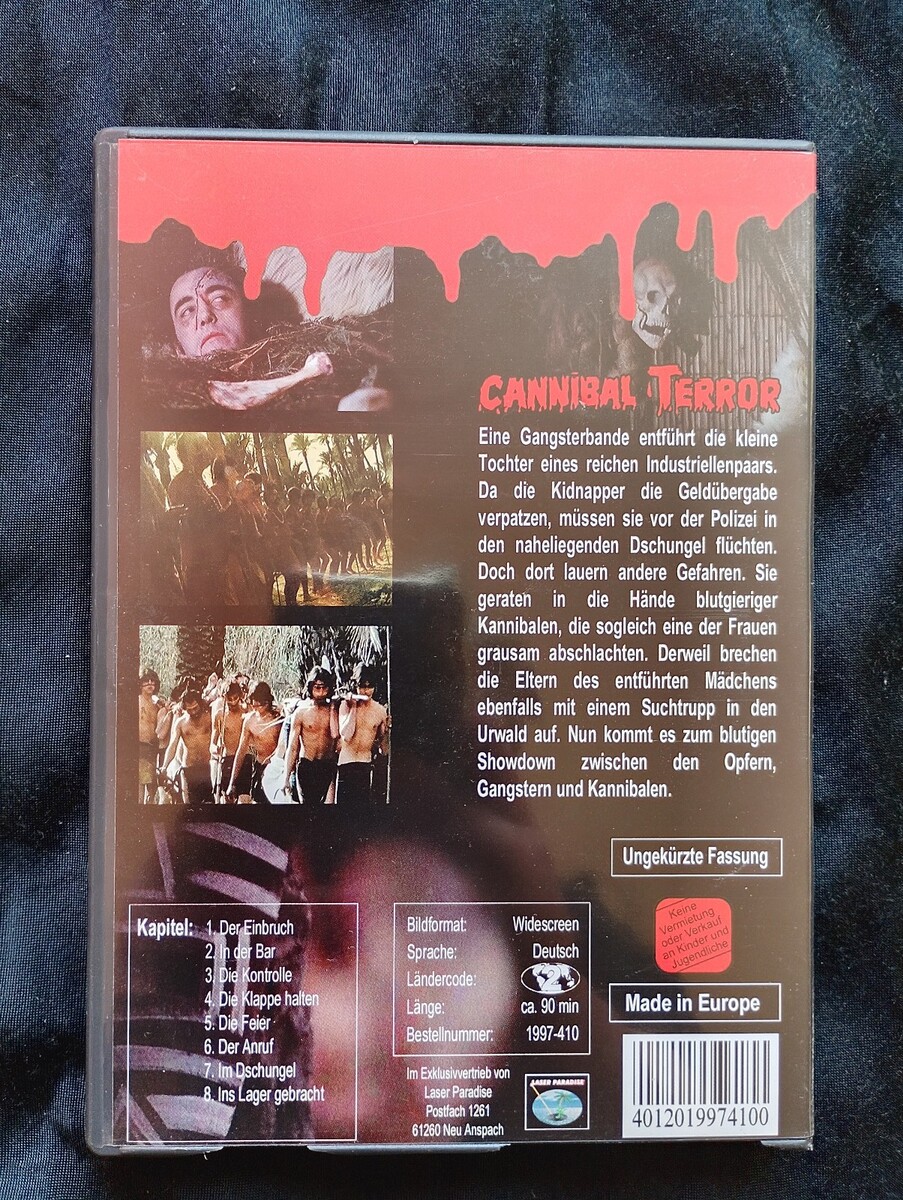 CANNIBAL TERROR
Eine Gangsterbande entführt die kleine
Tochter eines reichen Industriellenpaars.
Da die Kidnapper die Geldübergabe
verpatzen, müssen sie vor der Polizei in
den naheliegenden Dschungel flüchten.
Doch dort lauern andere Gefahren. Sie
geraten in die Hände blutgieriger
Kannibalen, die sogleich eine der Frauen
grausam abschlachten. Derweil brechen
die Eltern des entführten Mädchens
ebenfalls mit einem Suchtrupp in den
Urwald auf. Nun kommt es zum blutigen
Showdown zwischen den Opfern,
Gangstern und Kannibalen.
Ungekürzte Fassung
Kapitel: 1. Der Einbruch
2. In der Bar
3. Die Kontrolle
4. Die Klappe halten
5. Die Feier
6. Der Anruf
7. Im Dschungel
8. Ins Lager gebracht
Bildformat: Widescreen
Sprache: Deutsch
Ländercode: 2
Länge: ca. 90 min
Bestellnummer: 1997-410
Im Exklusivvertrieb von
Laser Paradise
Postfach 1261
61260 Neu Anspach
LASER PARADISE
Keine
Vermietung
oder Verkauf
an Kinder und
Jugendliche
Made in Europe
4012019974100